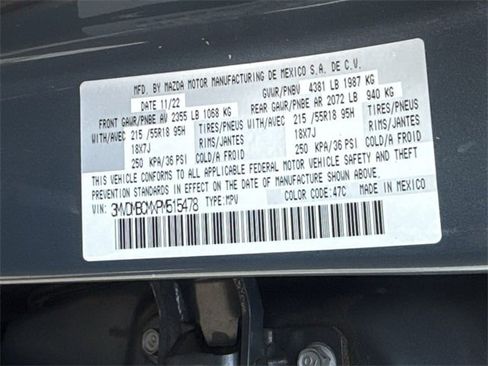 MFD. BY MAZDA MOTOR MANUFACTURING DE MEXICO S.A. DE C.V.
DATE 11/22 GVWR/PNBV 4381 LB 1987 KG
FRONT GAWR/PNBE AV 2355 LB 1068 KG REAR GAWR/PNBE AR 2072 LB 940 KG
WITH/AVEC 215/55R18 95H TIRES/PNEUS WITH/AVEC 215/55R18 95H TIRES/PNEUS
18X7J RIMS/JANTES 18X7J RIMS/JANTES
250 KPA/36 PSI COLD/A FROID 250 KPA/36 PSI COLD/A FROID
THIS VEHICLE CONFORMS TO ALL APPLICABLE FEDERAL MOTOR VEHICLE SAFETY AND THEFT
PREVENTION STANDARDS IN EFFECT ON THE DATE OF MANUFACTURE SHOWN ABOVE.
MADE IN MEXICO
VIN: 3MVDMBCMXPM515478 TYPE:MPV COLOR CODE:47C